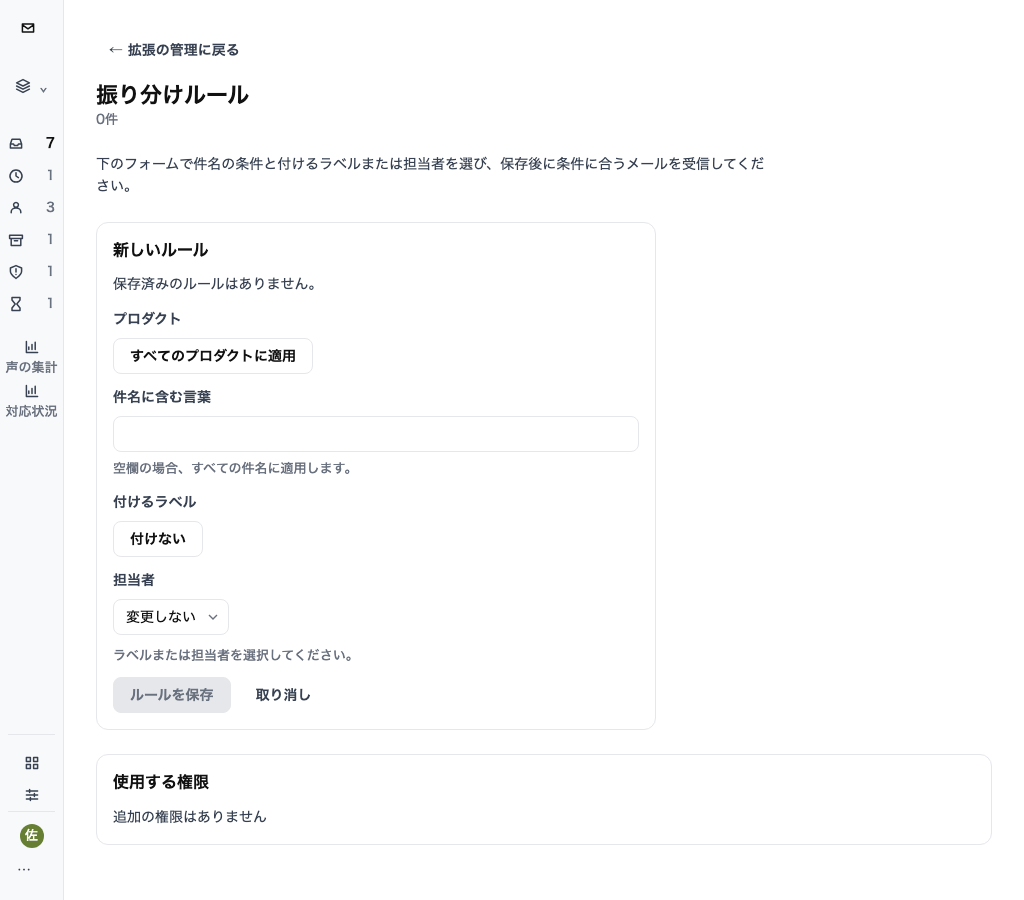 ← 拡張の管理に戻る
振り分けルール
0件
下のフォームで件名の条件と付けるラベルまたは担当者を選び、保存後に条件に合うメールを受信してくだ
さい。
7
1
3
1
1
1
声の集計
対応状況
新しいルール
保存済みのルールはありません。
プロダクト
すべてのプロダクトに適用
件名に含む言葉
空欄の場合、すべての件名に適用します。
付けるラベル
付けない
担当者
変更しない
ラベルまたは担当者を選択してください。
ルールを保存 取り消し
使用する権限
追加の権限はありません
佐
…